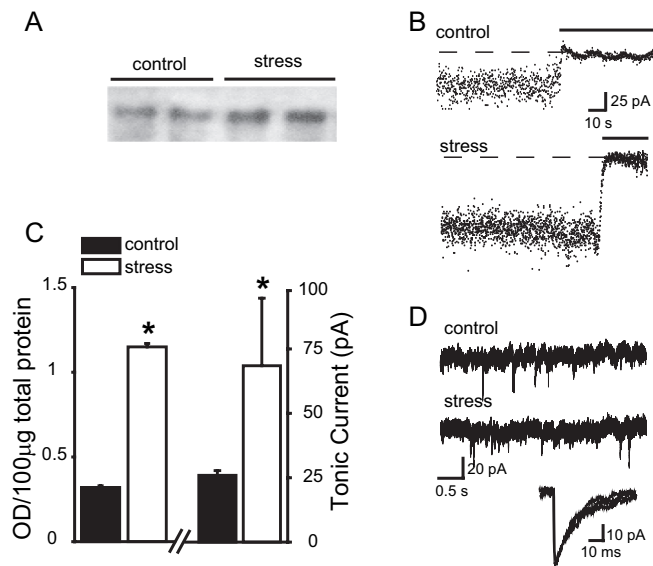 A
control stress
B
control
25 pA
10 s
stress
C
control
stress
OD/100µg total protein
1.5
1
0.5
0
*
*
Tonic Current (pA)
100
75
50
25
0
D
control
stress
20 pA
0.5 s
10 pA
10 ms